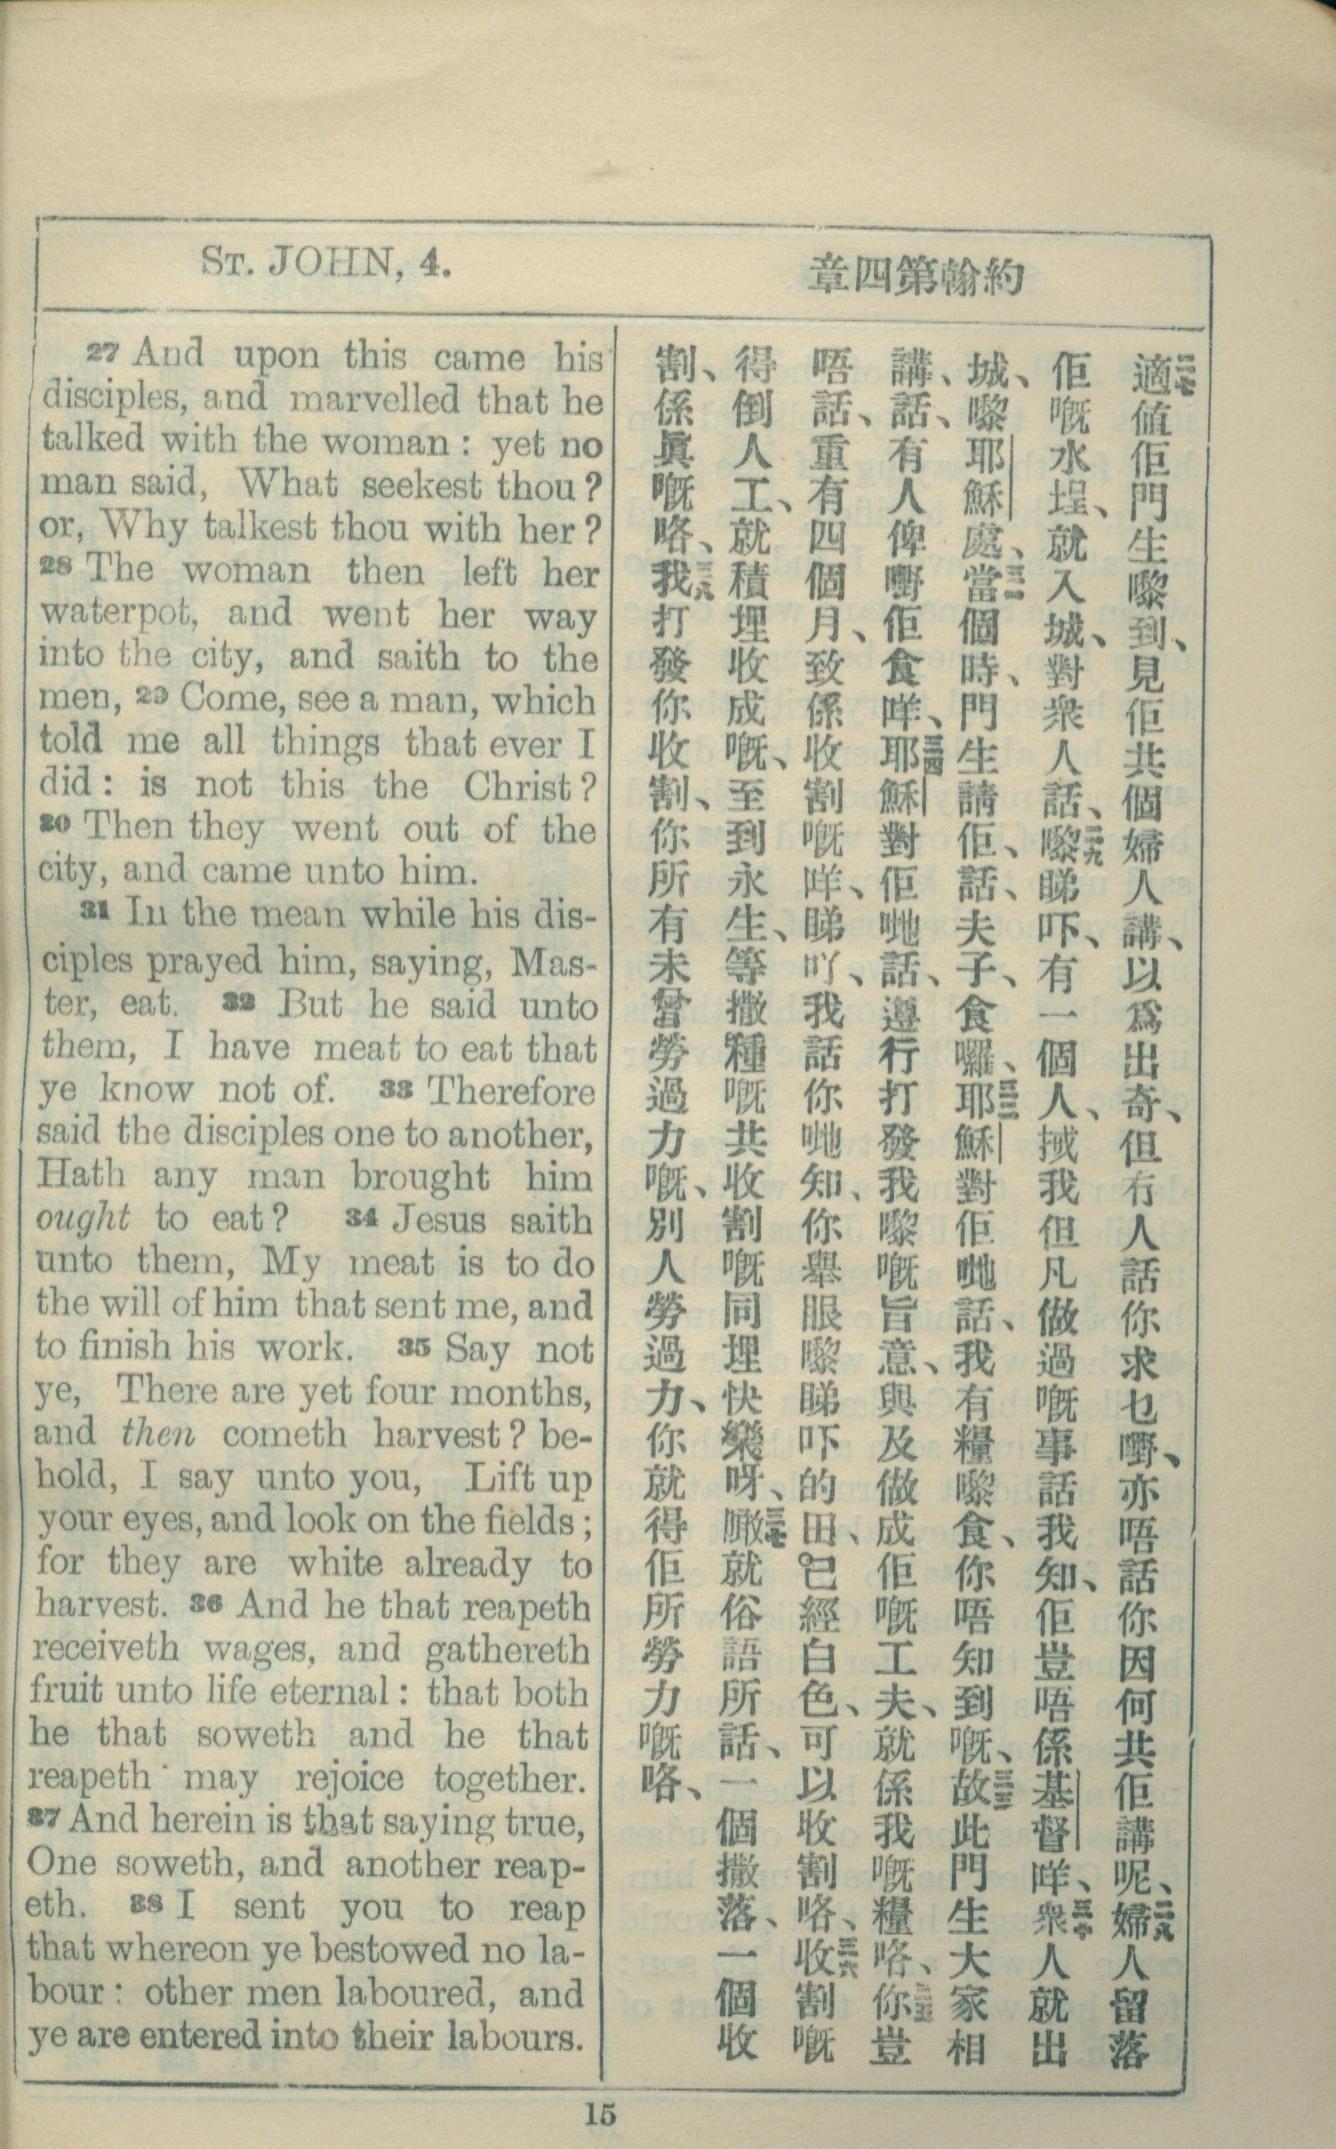 ST. JOHN, 4.
27 And upon this came his
disciples, and marvelled that he
talked with the woman : yet no
man said, What seekest thou ?
or, Why talkest thou with her ?
28 The woman then left her
waterpot, and went her way
into the city, and saith to the
men, 29 Come, see a man, which
told me all things that ever I
did : is not this the Christ ?
30 Then they went out of the
city, and came unto him.
31 In the mean while his dis-
ciples prayed him, saying, Mas-
ter, eat. 32 But he said unto
them, I have meat to eat that
ye know not of. 33 Therefore
said the disciples one to another,
Hath any man brought him
ought to eat ? 34 Jesus saith
unto them, My meat is to do
the will of him that sent me, and
to finish his work. 35 Say not
ye, There are yet four months,
and then cometh harvest ? be-
hold, I say unto you, Lift up
your eyes, and look on the fields ;
for they are white already to
harvest. 36 And he that reapeth
receiveth wages, and gathereth
fruit unto life eternal : that both
he that soweth and he that
reapeth may rejoice together.
37 And herein is that saying true,
One soweth, and another reap-
eth. 38 I sent you to reap
that whereon ye bestowed no la-
bour : other men laboured, and
ye are entered into their labours.
約翰第四章
二七適値佢門生嚟到、見佢共個婦人講、以爲出奇、但冇人話你求乜嘢、亦唔話你因何共佢講呢、二八婦人留落
佢嘅水埕、就入城、對衆人話、二九嚟睇吓、有一個人、搣我但凡做過嘅事話我知、佢豈唔係基督咩、三十衆人就出
城、嚟耶穌處、三一當個時、門生請佢、話、夫子、食囉、三二耶穌對佢哋話、我有糧嚟食、你唔知到嘅、三三故此門生大家相
講、話、有人俾嘢佢食咩、三四耶穌對佢哋話、遵行打發我嚟嘅旨意、與及做成佢嘅工夫、就係我嘅糧咯、三五你豈
唔話、重有四個月、致係收割嘅咩、睇吖、我話你哋知、你舉眼嚟睇吓的田、已經白色、可以收割咯、三六收割嘅
得倒人工、就積埋收成嘅、至到永生、等撒種嘅共收割嘅同埋快樂呀、三七瞰就俗語所話、一個撒落、一個收
割、係眞嘅咯、三八我打發你收割、你所有未曾勞過力嘅、別人勞過力、你就得佢所勞力嘅咯、
15